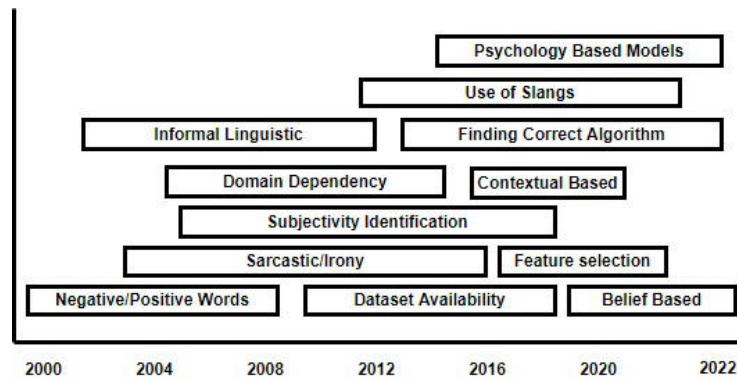 Psychology Based Models
Use of Slangs
Informal Linguistic
Finding Correct Algorithm
Domain Dependency
Contextual Based
Subjectivity Identification
Sarcastic/Irony
Feature selection
Negative/Positive Words
Dataset Availability
Belief Based
2000 2004 2008 2012 2016 2020 2022